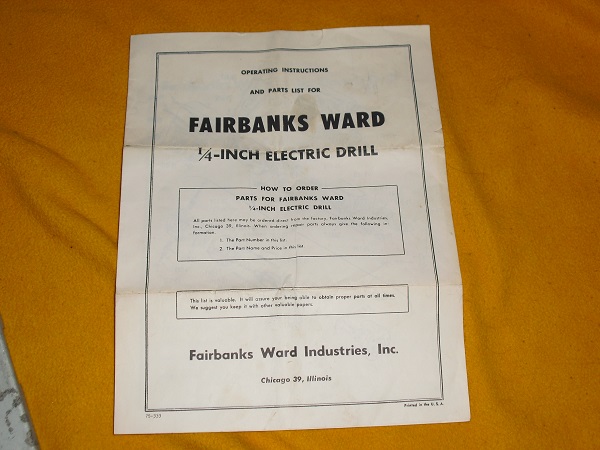 OPERATING INSTRUCTIONS
AND PARTS LIST FOR
FAIRBANKS WARD
1/4-INCH ELECTRIC DRILL
HOW TO ORDER
PARTS FOR FAIRBANKS WARD
1/4-INCH ELECTRIC DRILL
All parts listed here may be ordered direct from the factory, Fairbanks Ward Industries,
Inc., Chicago 39, Illinois. When ordering repair parts always give the following in-
formation.
1. The Part Number in this list.
2. The Part Name and Price in this list.
This list is valuable. It will assure your being able to obtain proper parts at all times.
We suggest you keep it with other valuable papers.
Fairbanks Ward Industries, Inc.
Chicago 39, Illinois
75-333
Printed in the U. S. A.